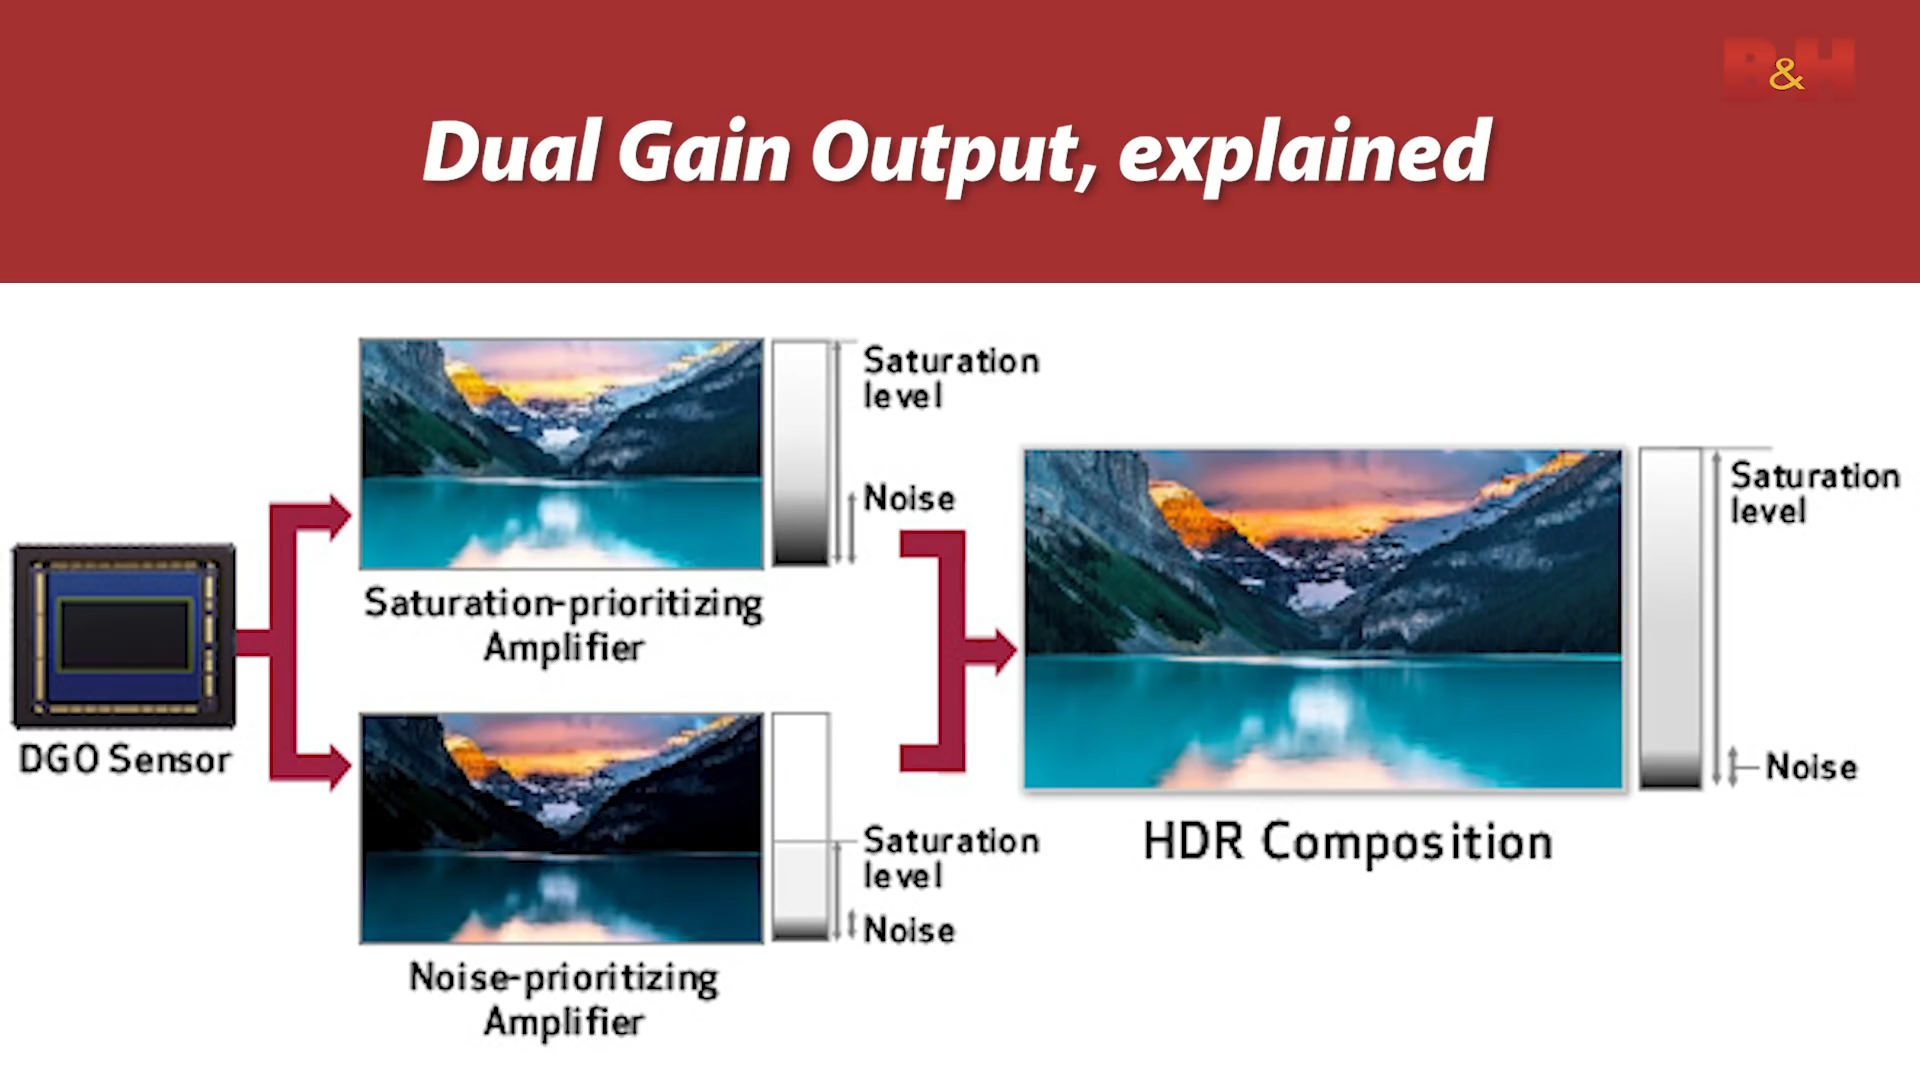 B&H
Dual Gain Output, explained
Saturation
level
Noise
Saturation-prioritizing
Amplifier
DGO Sensor
Saturation
level
Noise
Noise-prioritizing
Amplifier
Saturation
level
Noise
HDR Composition